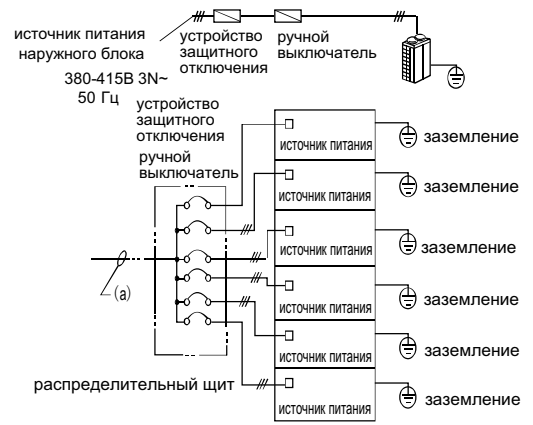 источник питания
наружного блока
380-415В 3N~
50 Гц
устройство
защитного
отключения
ручной
выключатель
устройство
защитного
отключения
ручной
выключатель
источник питания
заземление
источник питания
заземление
источник питания
заземление
(a)
источник питания
заземление
источник питания
заземление
распределительный щит
источник питания
заземление